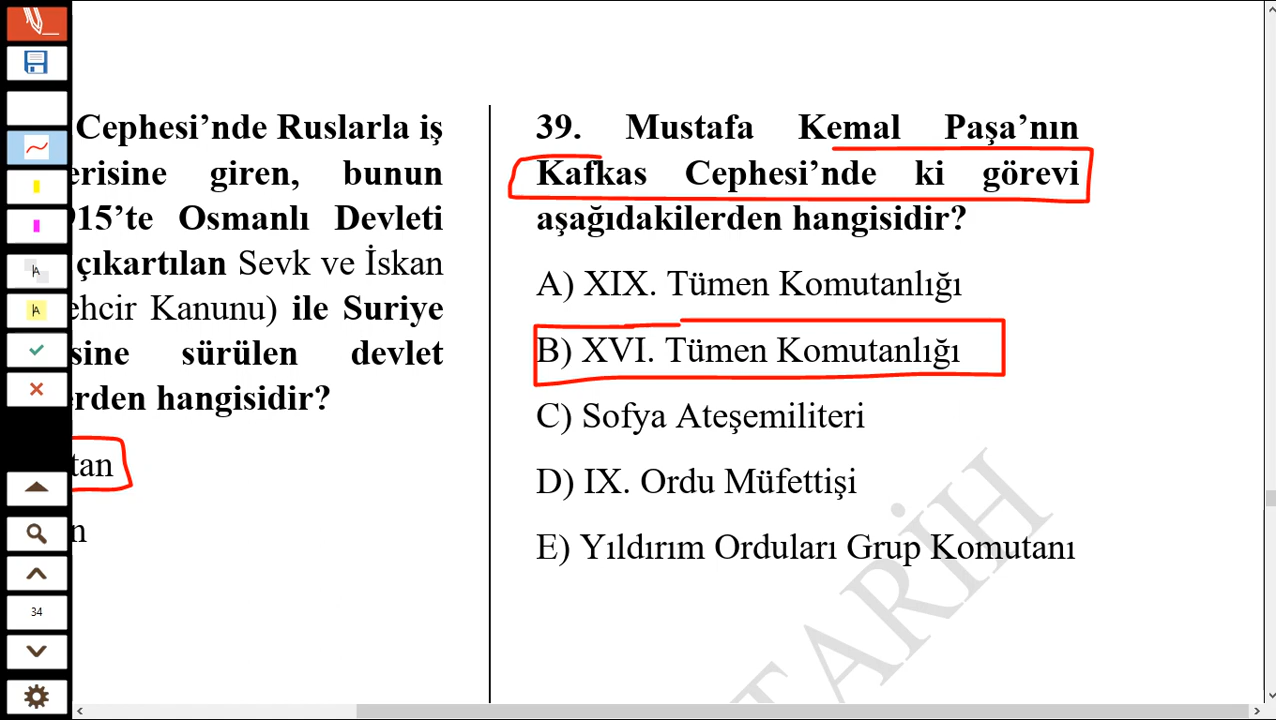 Cephesi’nde Ruslarla iş
erisine giren, bunun
915’te Osmanlı Devleti
çıkartılan Sevk ve İskan
ehcir Kanunu) ile Suriye
sine sürülen devlet
erden hangisidir?
tan
n
39. Mustafa Kemal Paşa’nın
Kafkas Cephesi’nde ki görevi
aşağıdakilerden hangisidir?
A) XIX. Tümen Komutanlığı
B) XVI. Tümen Komutanlığı
C) Sofya Ateşemiliteri
D) IX. Ordu Müfettişi
E) Yıldırım Orduları Grup Komutanı
TARİH
34